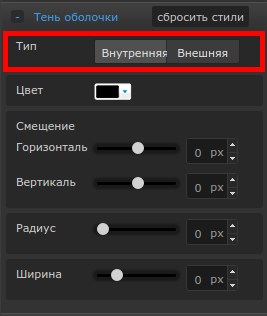 - Тень оболочки сбросить стили
Тип Внутренняя Внешняя
Цвет
Смещение
Горизонталь 0 px
Вертикаль 0 px
Радиус 0 px
Ширина 0 px